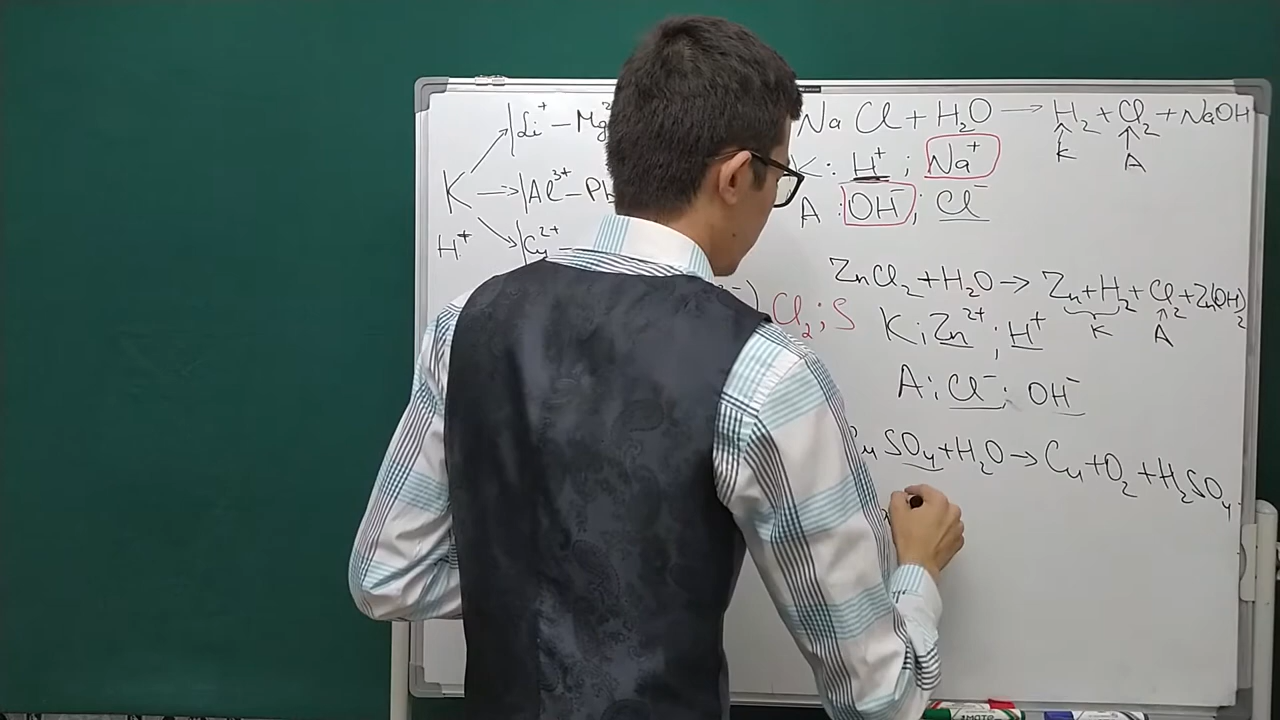 Li⁺ – Mg²
K → Al³⁺ – Pb
H⁺
Cu²⁺ –
Cl₂; S
NaCl + H₂O → H₂ + Cl₂ + NaOH
K A
K: H⁺; Na⁺
A: OH⁻; Cl⁻
ZnCl₂ + H₂O → Zn + H₂ + Cl₂ + Zn(OH)₂
K A
K: Zn²⁺; H⁺
A: Cl⁻; OH⁻
SO₄ + H₂O → Cu + O₂ + H₂SO₄